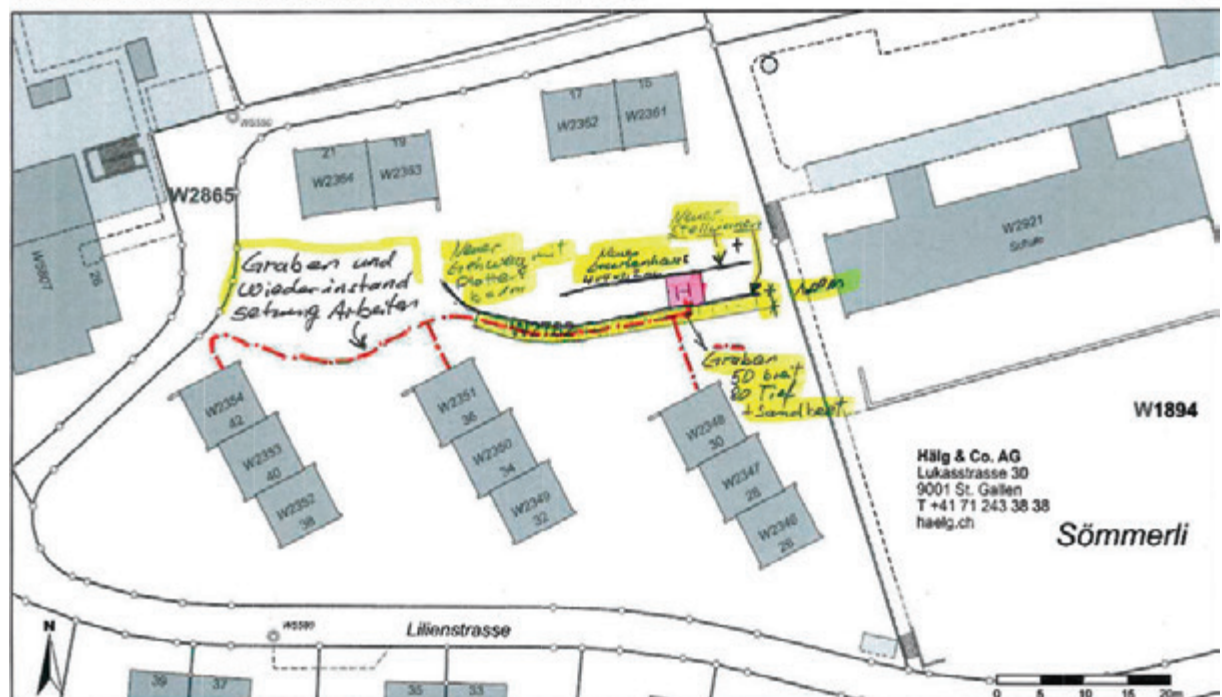 W5580
17
15
W2362
W2361
21
19
W2364
W2363
W2865
W2921
Schule
Neuer
Gehweg mit
Platten
Neues
Neuer
Graben und
Wiederinstand
setzung Arbeiten
H
W2762
Graben
50 breit
80 Tief
+ Sandbett
26
W2354
42
W2353
40
W2352
38
W2351
36
W2350
34
W2349
32
W2348
30
W2347
28
W2346
26
W1894
Hälg & Co. AG
Lukasstrasse 30
9001 St. Gallen
T +41 71 243 38 38
haelg.ch
Sömmerli
N
Lilienstrasse
39
37
35
33
0 5 10 15 20m